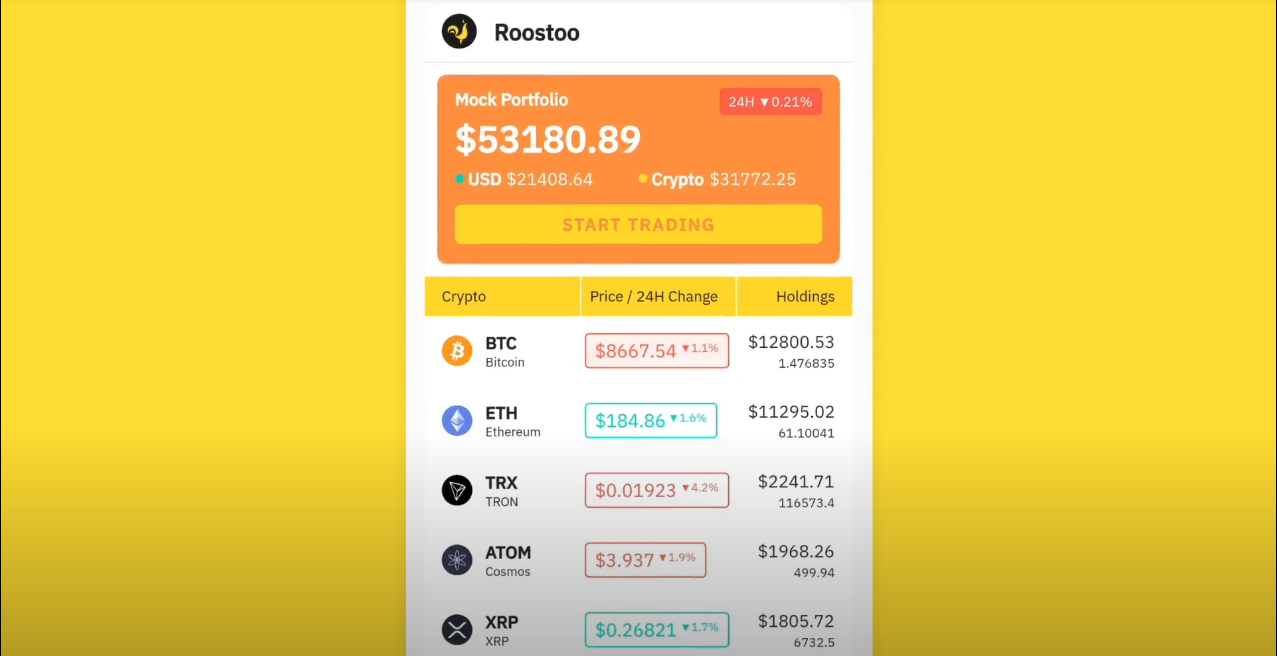 Roostoo
Mock Portfolio
24H ▼0.21%
$53180.89
USD $21408.64 Crypto $31772.25
START TRADING
Crypto Price / 24H Change Holdings
BTC
Bitcoin
$8667.54 ▼1.1%
$12800.53
1.476835
ETH
Ethereum
$184.86 ▼1.6%
$11295.02
61.10041
TRX
TRON
$0.01923 ▼4.2%
$2241.71
116573.4
ATOM
Cosmos
$3.937 ▼1.9%
$1968.26
499.94
XRP
XRP
$0.26821 ▼1.7%
$1805.72
6732.5